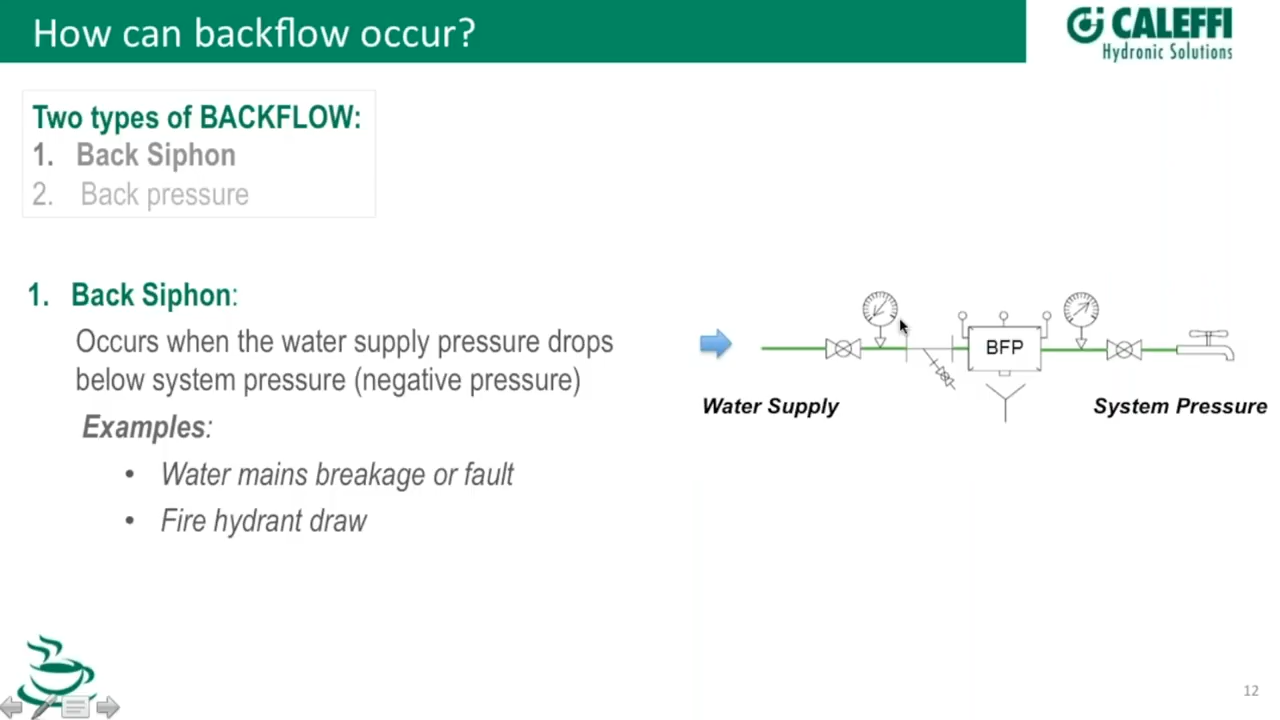 How can backflow occur?
CALEFFI
Hydronic Solutions
Two types of BACKFLOW:
1. Back Siphon
2. Back pressure
1. Back Siphon:
Occurs when the water supply pressure drops
below system pressure (negative pressure)
Examples:
• Water mains breakage or fault
• Fire hydrant draw
BFP
Water Supply
System Pressure
12